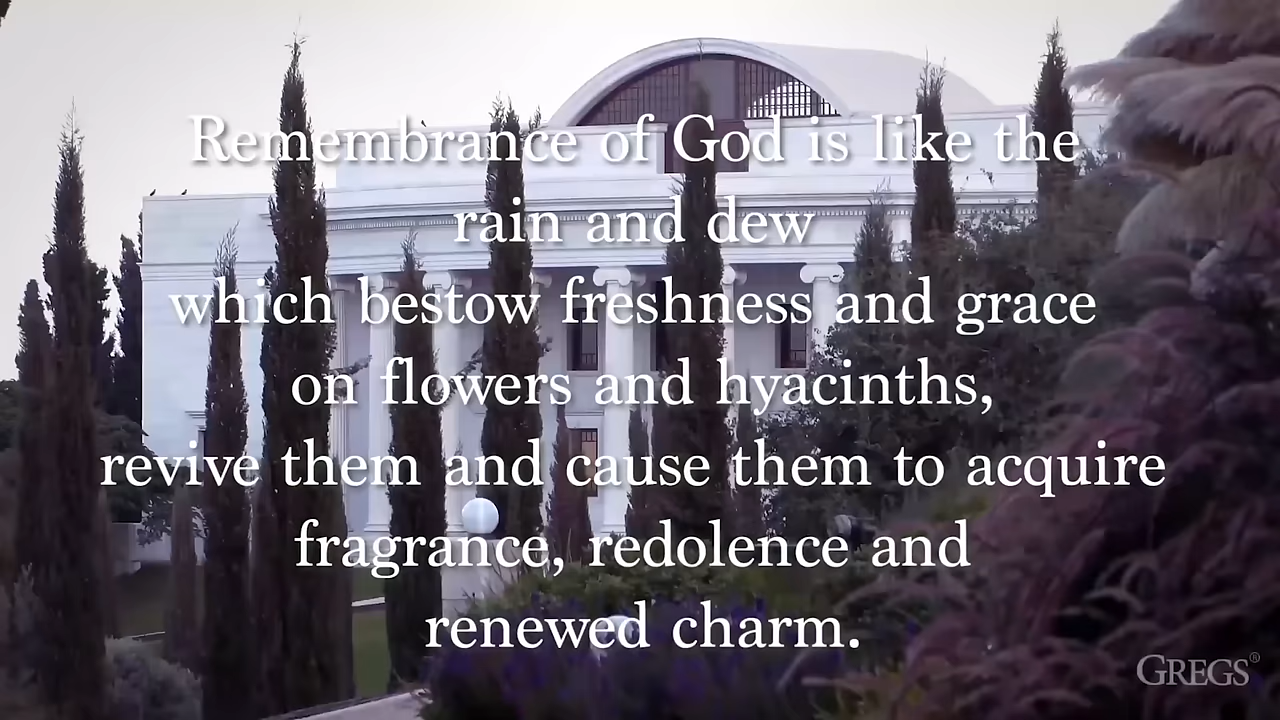 Remembrance of God is like the
rain and dew
which bestow freshness and grace
on flowers and hyacinths,
revive them and cause them to acquire
fragrance, redolence and
renewed charm.
GREGS®